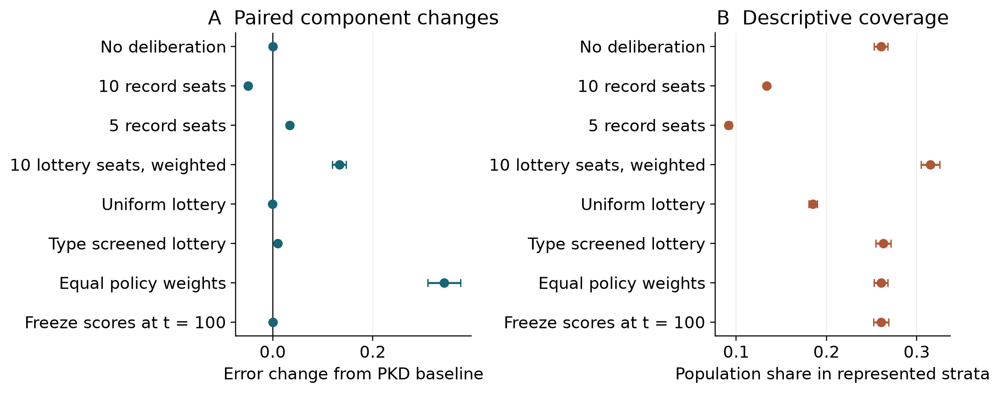 A Paired component changes
No deliberation
10 record seats
5 record seats
10 lottery seats, weighted
Uniform lottery
Type screened lottery
Equal policy weights
Freeze scores at t = 100
0.0 0.2
Error change from PKD baseline
B Descriptive coverage
No deliberation
10 record seats
5 record seats
10 lottery seats, weighted
Uniform lottery
Type screened lottery
Equal policy weights
Freeze scores at t = 100
0.1 0.2 0.3
Population share in represented strata